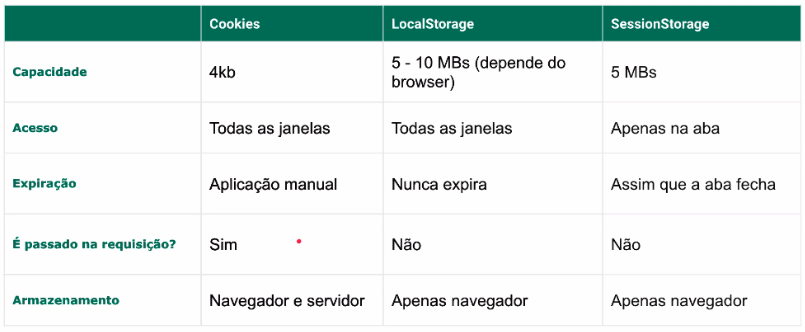 Cookies LocalStorage SessionStorage
Capacidade 4kb 5 - 10 MBs (depende do
browser) 5 MBs
Acesso Todas as janelas Todas as janelas Apenas na aba
Expiração Aplicação manual Nunca expira Assim que a aba fecha
É passado na requisição? Sim Não Não
Armazenamento Navegador e servidor Apenas navegador Apenas navegador